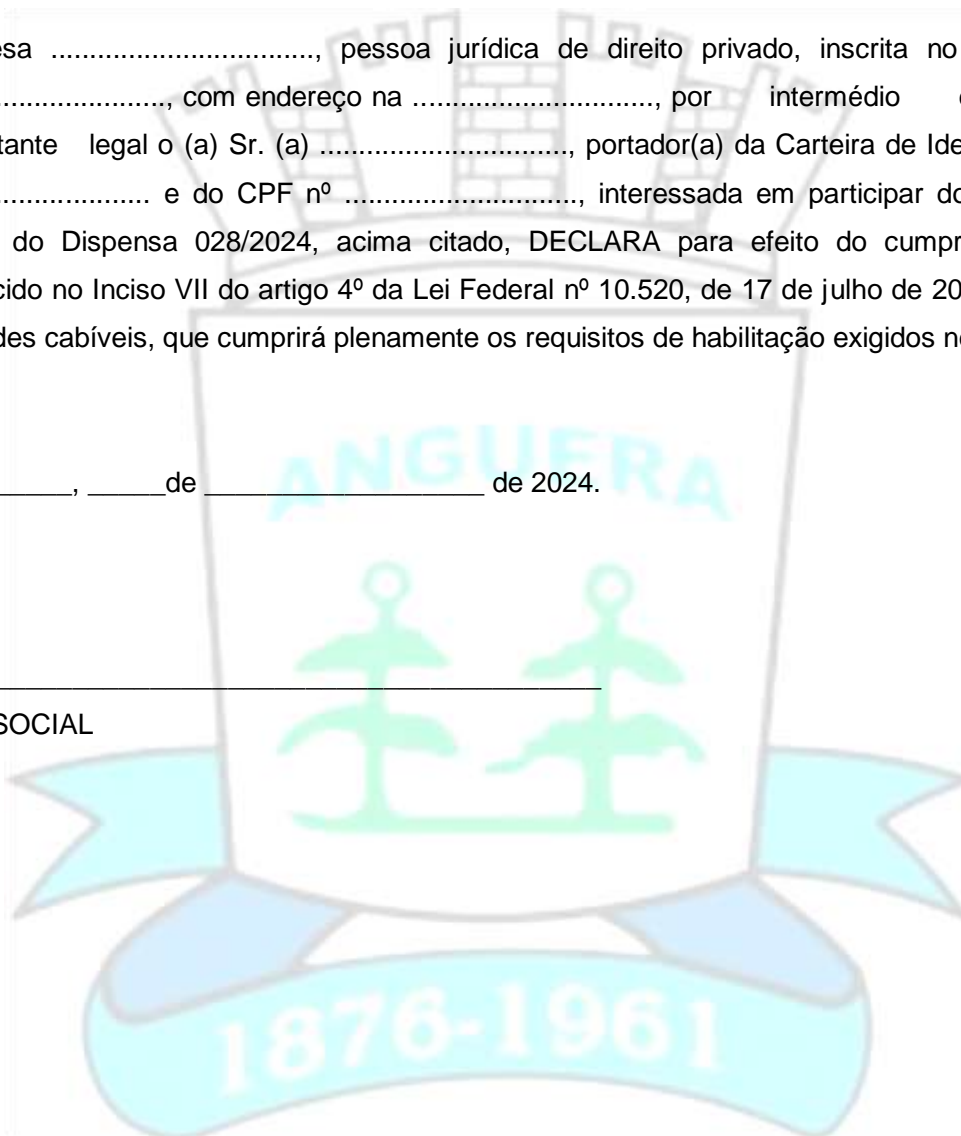 esa .................................., pessoa jurídica de direito privado, inscrita no
......................, com endereço na ..............................., por intermédio
tante legal o (a) Sr. (a) ................................, portador(a) da Carteira de Ide
.................... e do CPF nº .............................., interessada em participar do
do Dispensa 028/2024, acima citado, DECLARA para efeito do cumpr
cido no Inciso VII do artigo 4º da Lei Federal nº 10.520, de 17 de julho de 20
des cabíveis, que cumprirá plenamente os requisitos de habilitação exigidos n
_____, _____de __________________ de 2024.
ANGUERA
SOCIAL
1876-1961